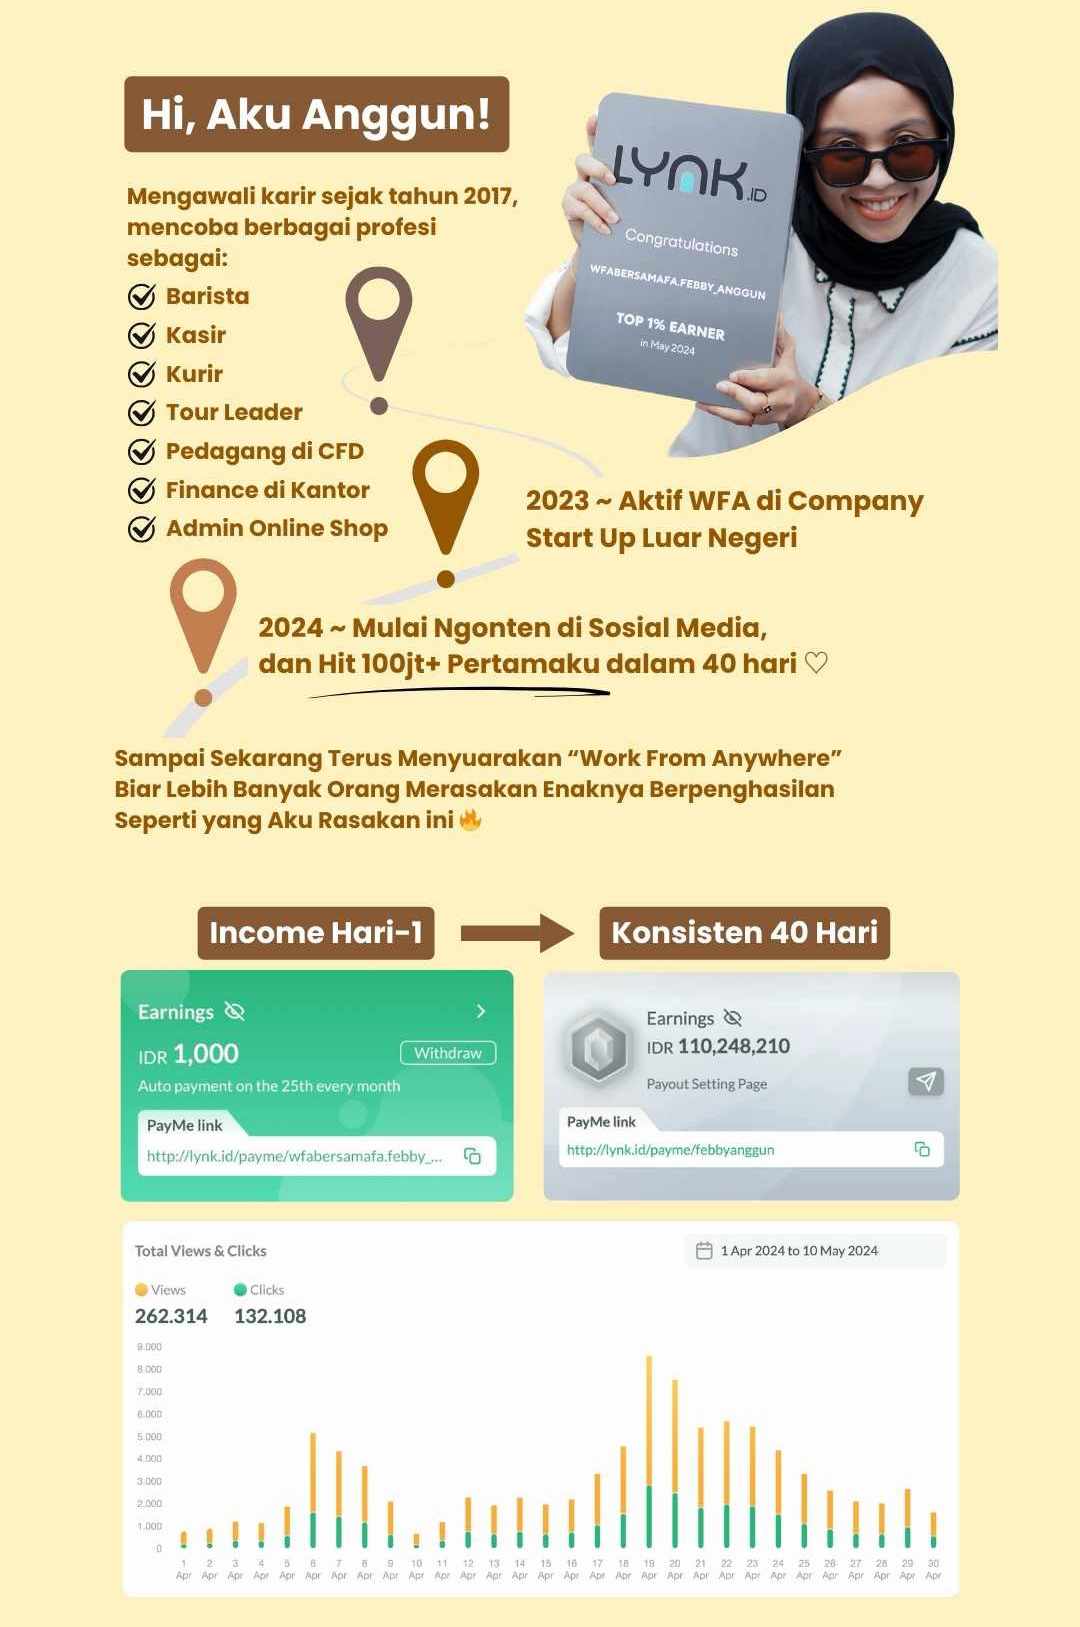 Hi, Aku Anggun!
LYNK.ID
Congratulations
WFABERSAMAFA.FEBBY_ANGGUN
TOP 1% EARNER
in May 2024
Mengawali karir sejak tahun 2017,
mencoba berbagai profesi
sebagai:
Barista
Kasir
Kurir
Tour Leader
Pedagang di CFD
Finance di Kantor
Admin Online Shop
2023 ~ Aktif WFA di Company
Start Up Luar Negeri
2024 ~ Mulai Ngonten di Sosial Media,
dan Hit 100jt+ Pertamaku dalam 40 hari ♡
Sampai Sekarang Terus Menyuarakan “Work From Anywhere”
Biar Lebih Banyak Orang Merasakan Enaknya Berpenghasilan
Seperti yang Aku Rasakan ini 🔥
Income Hari-1
Konsisten 40 Hari
Earnings
IDR 1,000
Withdraw
Auto payment on the 25th every month
PayMe link
http://lynk.id/payme/wfabersamafa.febby_...
Earnings
IDR 110,248,210
Payout Setting Page
PayMe link
http://lynk.id/payme/febbyanggun
Total Views & Clicks
1 Apr 2024 to 10 May 2024
Views
Clicks
262.314
132.108
9.000
8.000
7.000
6.000
5.000
4.000
3.000
2.000
1.000
0
1 2 3 4 5 6 7 8 9 10 11 12 13 14 15 16 17 18 19 20 21 22 23 24 25 26 27 28 29 30
Apr Apr Apr Apr Apr Apr Apr Apr Apr Apr Apr Apr Apr Apr Apr Apr Apr Apr Apr Apr Apr Apr Apr Apr Apr Apr Apr Apr Apr Apr